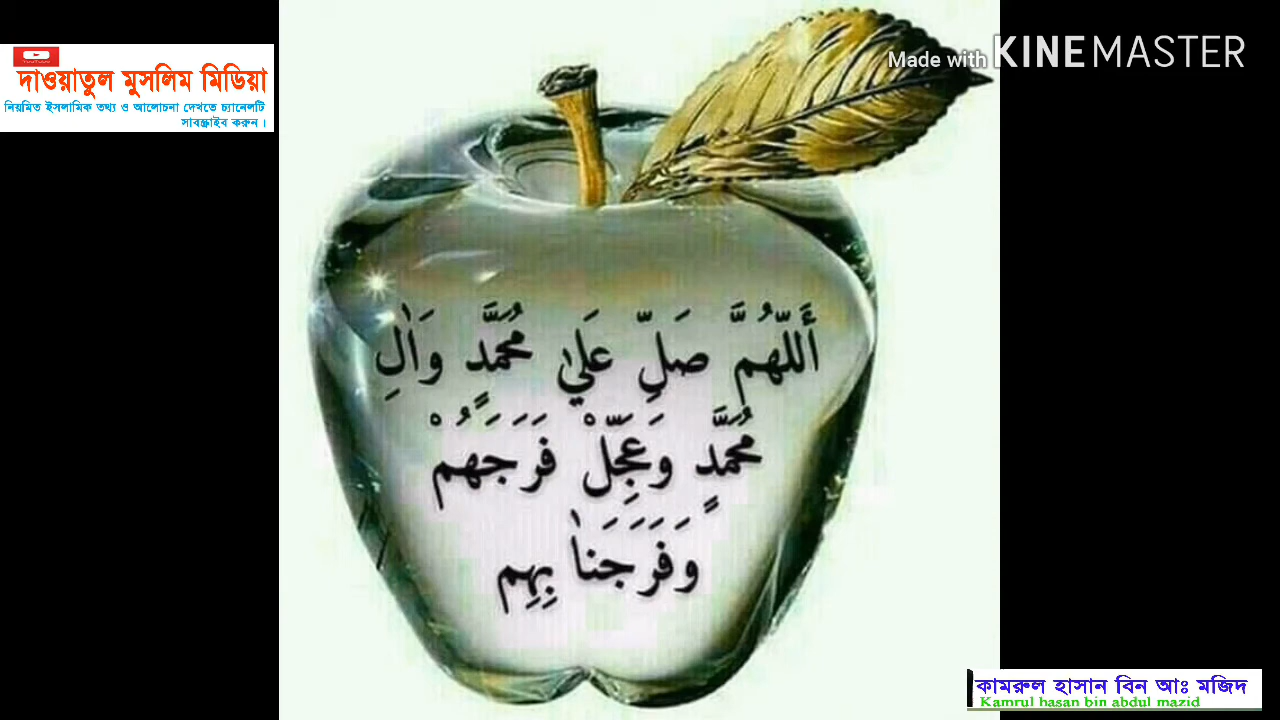 YouTube
দাওয়াতুল মুসলিম মিডিয়া
নিয়মিত ইসলামিক তথ্য ও আলোচনা দেখতে চ্যানেলটি
সাবস্ক্রাইব করুন।
Made with KINEMASTER
أَللّٰهُمَّ صَلِّ عَلَىٰ مُحَمَّدٍ وَاٰلِ
مُحَمَّدٍ وَعَجِّلْ فَرَجَهُمْ
وَفَرَجَنَا بِهِم
কামরুল হাসান বিন আঃ মজিদ
Kamrul hasan bin abdul mazid